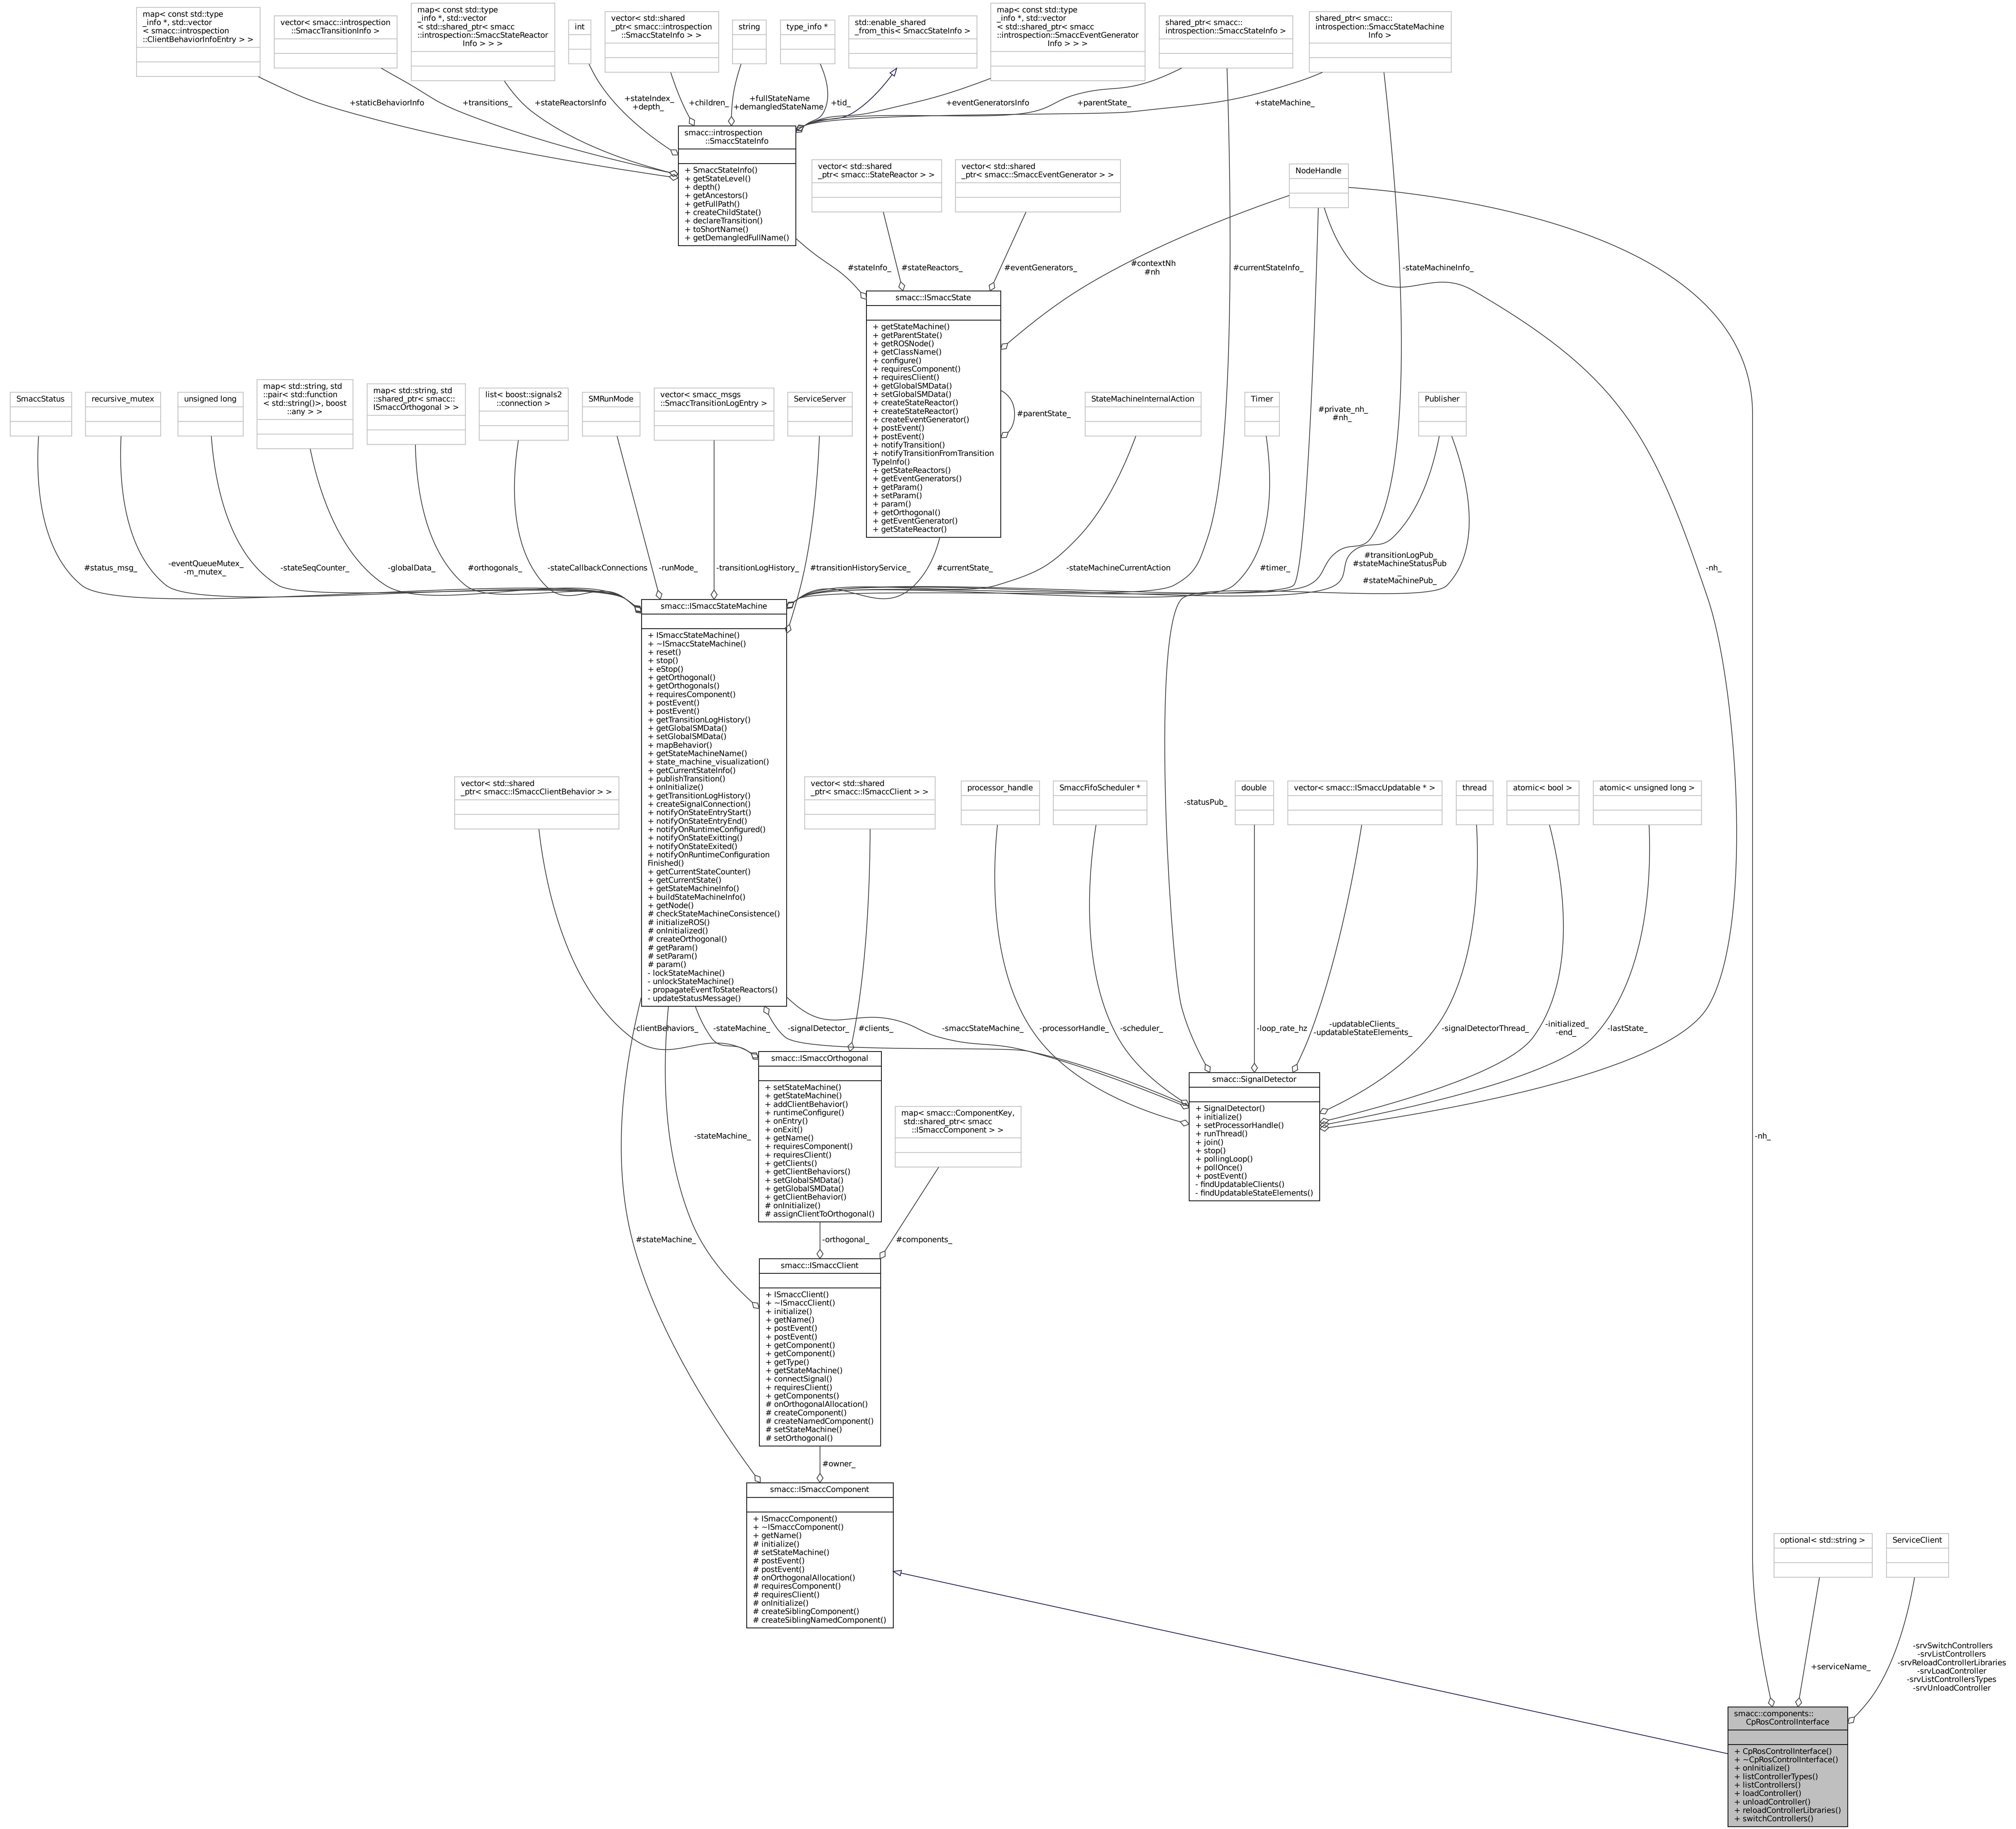 map< const std::type
_info *, std::vector
< smacc::introspection
::ClientBehaviorInfoEntry > >
vector< smacc::introspection
::SmaccTransitionInfo >
map< const std::type
_info *, std::vector
< std::shared_ptr< smacc
::introspection::SmaccStateReactor
Info > > >
int
vector< std::shared
_ptr< smacc::introspection
::SmaccStateInfo > >
string
type_info *
std::enable_shared
_from_this< SmaccStateInfo >
map< const std::type
_info *, std::vector
< std::shared_ptr< smacc
::introspection::SmaccEventGenerator
Info > > >
shared_ptr< smacc::
introspection::SmaccStateInfo >
shared_ptr< smacc::
introspection::SmaccStateMachine
Info >
+staticBehaviorInfo
+transitions_
+stateReactorsInfo
+stateIndex_
+depth_
+children_
+fullStateName
+demangledStateName
+tid_
+eventGeneratorsInfo
+parentState_
+stateMachine_
smacc::introspection
::SmaccStateInfo
+ SmaccStateInfo()
+ getStateLevel()
+ depth()
+ getAncestors()
+ getFullPath()
+ createChildState()
+ declareTransition()
+ toShortName()
+ getDemangledFullName()
vector< std::shared
_ptr< smacc::StateReactor > >
vector< std::shared
_ptr< smacc::SmaccEventGenerator > >
NodeHandle
#stateInfo_
#stateReactors_
#eventGenerators_
#contextNh
#nh
#currentStateInfo_
-stateMachineInfo_
smacc::ISmaccState
+ getStateMachine()
+ getParentState()
+ getROSNode()
+ getClassName()
+ configure()
+ requiresComponent()
+ requiresClient()
+ getGlobalSMData()
+ setGlobalSMData()
+ createStateReactor()
+ createStateReactor()
+ createEventGenerator()
+ postEvent()
+ postEvent()
+ notifyTransition()
+ notifyTransitionFromTransition
TypeInfo()
+ getStateReactors()
+ getEventGenerators()
+ getParam()
+ setParam()
+ param()
+ getOrthogonal()
+ getEventGenerator()
+ getStateReactor()
#parentState_
SmaccStatus
recursive_mutex
unsigned long
map< std::string, std
::pair< std::function
< std::string()>, boost
::any > >
map< std::string, std
::shared_ptr< smacc::
ISmaccOrthogonal > >
list< boost::signals2
::connection >
SMRunMode
vector< smacc_msgs
::SmaccTransitionLogEntry >
ServiceServer
StateMachineInternalAction
Timer
#private_nh_
#nh_
Publisher
#status_msg_
-eventQueueMutex_
-m_mutex_
-stateSeqCounter_
-globalData_
#orthogonals_
-stateCallbackConnections
-runMode_
-transitionLogHistory_
#transitionHistoryService_
#currentState_
-stateMachineCurrentAction
#timer_
#transitionLogPub_
#stateMachineStatusPub
_
#stateMachinePub_
-nh_
smacc::ISmaccStateMachine
+ ISmaccStateMachine()
+ ~ISmaccStateMachine()
+ reset()
+ stop()
+ eStop()
+ getOrthogonal()
+ getOrthogonals()
+ requiresComponent()
+ postEvent()
+ postEvent()
+ getTransitionLogHistory()
+ getGlobalSMData()
+ setGlobalSMData()
+ mapBehavior()
+ getStateMachineName()
+ state_machine_visualization()
+ getCurrentStateInfo()
+ publishTransition()
+ onInitialize()
+ getTransitionLogHistory()
+ createSignalConnection()
+ notifyOnStateEntryStart()
+ notifyOnStateEntryEnd()
+ notifyOnRuntimeConfigured()
+ notifyOnStateExitting()
+ notifyOnStateExited()
+ notifyOnRuntimeConfiguration
Finished()
+ getCurrentStateCounter()
+ getCurrentState()
+ getStateMachineInfo()
+ buildStateMachineInfo()
+ getNode()
# checkStateMachineConsistence()
# initializeROS()
# onInitialized()
# createOrthogonal()
# getParam()
# setParam()
# param()
- lockStateMachine()
- unlockStateMachine()
- propagateEventToStateReactors()
- updateStatusMessage()
vector< std::shared
_ptr< smacc::ISmaccClientBehavior > >
vector< std::shared
_ptr< smacc::ISmaccClient > >
processor_handle
SmaccFifoScheduler *
-statusPub_
double
vector< smacc::ISmaccUpdatable * >
thread
atomic< bool >
atomic< unsigned long >
-clientBehaviors_
-stateMachine_
-signalDetector_
#clients_
-smaccStateMachine_
-processorHandle_
-scheduler_
-loop_rate_hz
-updatableClients_
-updatableStateElements_
-signalDetectorThread_
-initialized_
-end_
-lastState_
smacc::ISmaccOrthogonal
+ setStateMachine()
+ getStateMachine()
+ addClientBehavior()
+ runtimeConfigure()
+ onEntry()
+ onExit()
+ getName()
+ requiresComponent()
+ requiresClient()
+ getClients()
+ getClientBehaviors()
+ setGlobalSMData()
+ getGlobalSMData()
+ getClientBehavior()
# onInitialize()
# assignClientToOrthogonal()
smacc::SignalDetector
+ SignalDetector()
+ initialize()
+ setProcessorHandle()
+ runThread()
+ join()
+ stop()
+ pollingLoop()
+ pollOnce()
+ postEvent()
- findUpdatableClients()
- findUpdatableStateElements()
map< smacc::ComponentKey,
std::shared_ptr< smacc
::ISmaccComponent > >
-stateMachine_
-nh_
#stateMachine_
-orthogonal_
#components_
smacc::ISmaccClient
+ ISmaccClient()
+ ~ISmaccClient()
+ initialize()
+ getName()
+ postEvent()
+ postEvent()
+ getComponent()
+ getComponent()
+ getType()
+ getStateMachine()
+ connectSignal()
+ requiresClient()
+ getComponents()
# onOrthogonalAllocation()
# createComponent()
# createNamedComponent()
# setStateMachine()
# setOrthogonal()
#owner_
smacc::ISmaccComponent
+ ISmaccComponent()
+ ~ISmaccComponent()
+ getName()
# initialize()
# setStateMachine()
# postEvent()
# postEvent()
# onOrthogonalAllocation()
# requiresComponent()
# requiresClient()
# onInitialize()
# createSiblingComponent()
# createSiblingNamedComponent()
optional< std::string >
ServiceClient
+serviceName_
-srvSwitchControllers
-srvListControllers
-srvReloadControllerLibraries
-srvLoadController
-srvListControllersTypes
-srvUnloadController
smacc::components::
CpRosControlInterface
+ CpRosControlInterface()
+ ~CpRosControlInterface()
+ onInitialize()
+ listControllerTypes()
+ listControllers()
+ loadController()
+ unloadController()
+ reloadControllerLibraries()
+ switchControllers()